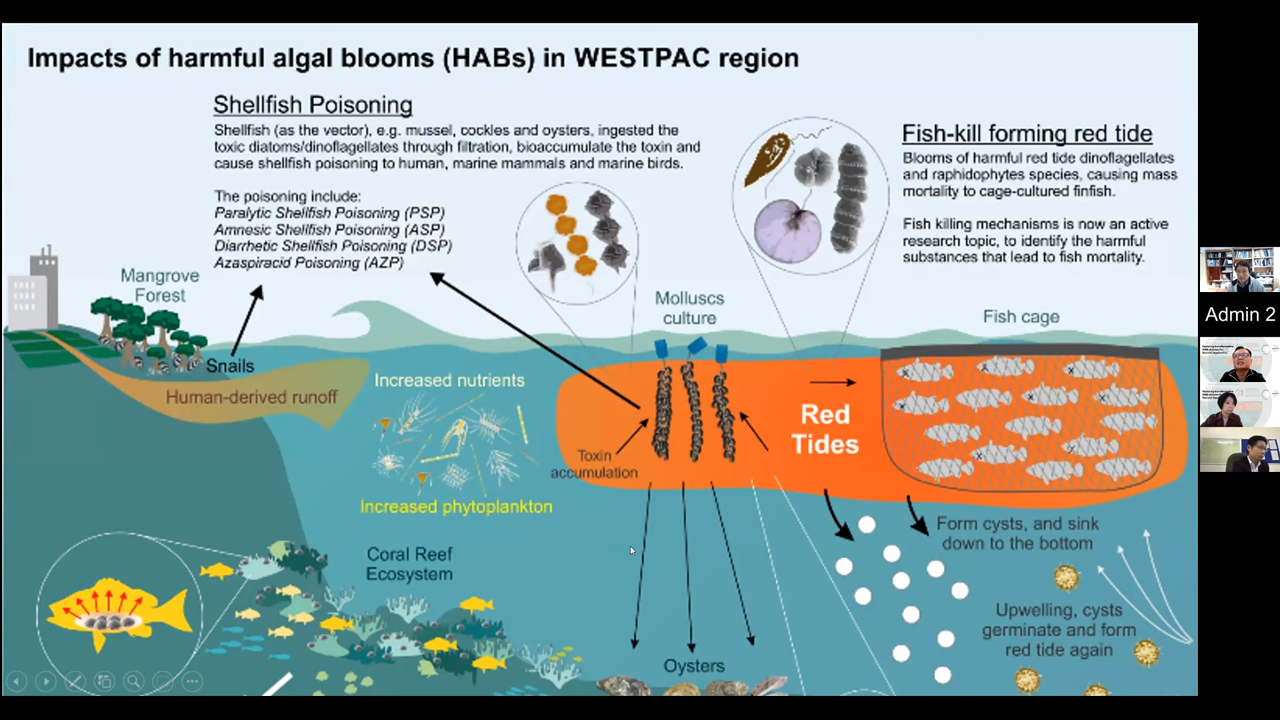 Impacts of harmful algal blooms (HABs) in WESTPAC region
Shellfish Poisoning
Shellfish (as the vector), e.g. mussel, cockles and oysters, ingested the
toxic diatoms/dinoflagellates through filtration, bioaccumulate the toxin and
cause shellfish poisoning to human, marine mammals and marine birds.
The poisoning include:
Paralytic Shellfish Poisoning (PSP)
Amnesic Shellfish Poisoning (ASP)
Diarrhetic Shellfish Poisoning (DSP)
Azaspiracid Poisoning (AZP)
Fish-kill forming red tide
Blooms of harmful red tide dinoflagellates
and raphidophytes species, causing mass
mortality to cage-cultured finfish.
Fish killing mechanisms is now an active
research topic, to identify the harmful
substances that lead to fish mortality.
Mangrove
Forest
Molluscs
culture
Fish cage
Snails
Human-derived runoff
Increased nutrients
Red
Tides
Toxin
accumulation
Increased phytoplankton
Coral Reef
Ecosystem
Form cysts, and sink
down to the bottom
Upwelling, cysts
germinate and form
red tide again
Oysters
Admin 2